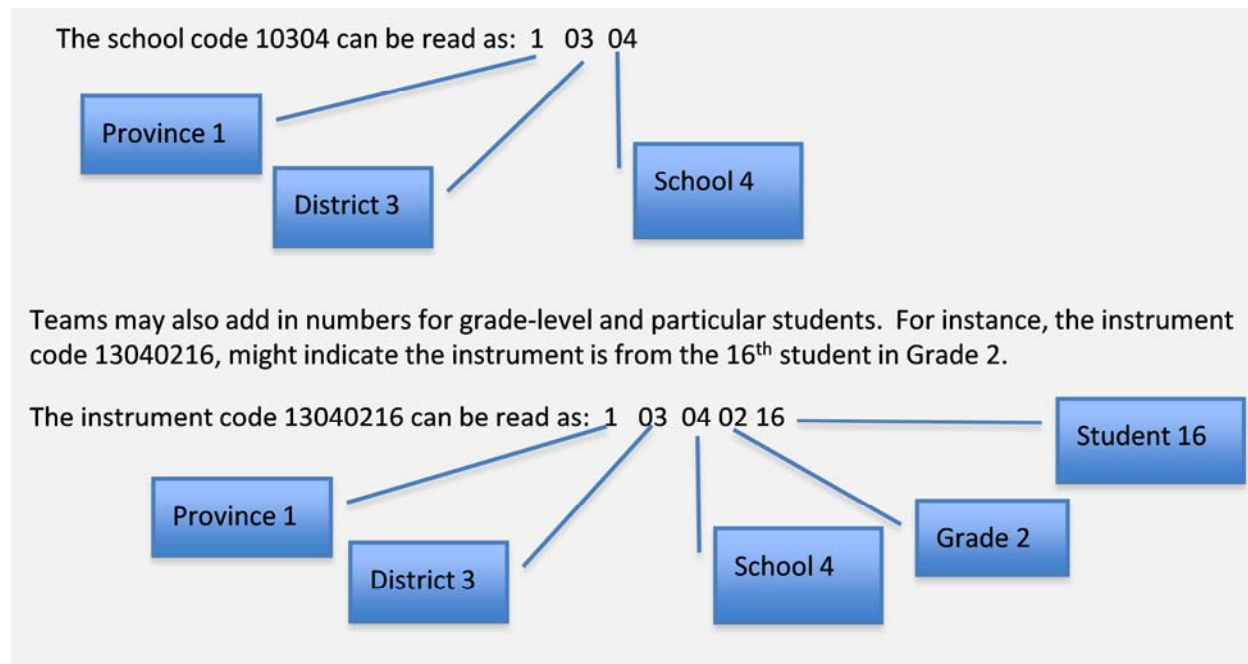 The school code 10304 can be read as: 1 03 04
Province 1
District 3
School 4
Teams may also add in numbers for grade-level and particular students. For instance, the instrument
code 13040216, might indicate the instrument is from the 16th student in Grade 2.
The instrument code 13040216 can be read as: 1 03 04 02 16
Student 16
Province 1
District 3
School 4
Grade 2